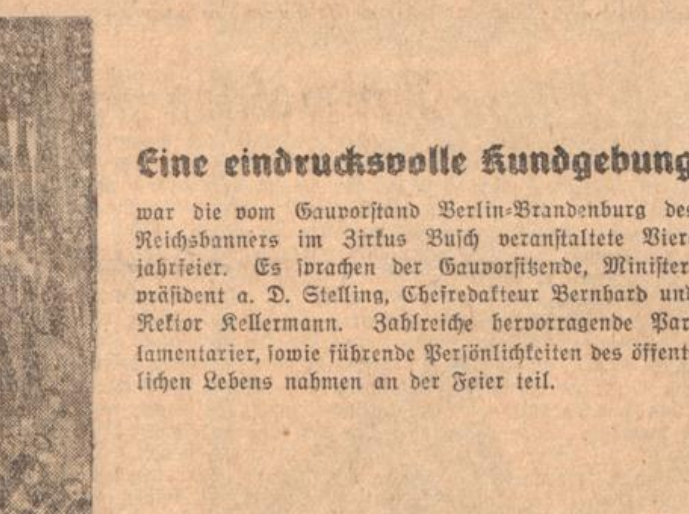 Eine eindrucksvolle Kundgebung
war die vom Gauvorstand Berlin-Brandenburg des
Reichsbanners im Zirkus Busch veranstaltete Vier-
jahrfeier. Es sprachen der Gauvorsitzende, Minister-
präsident a. D. Stelling, Chefredakteur Bernhard und
Rektor Kellermann. Zahlreiche hervorragende Par-
lamentarier, sowie führende Persönlichkeiten des öffent-
lichen Lebens nahmen an der Feier teil.